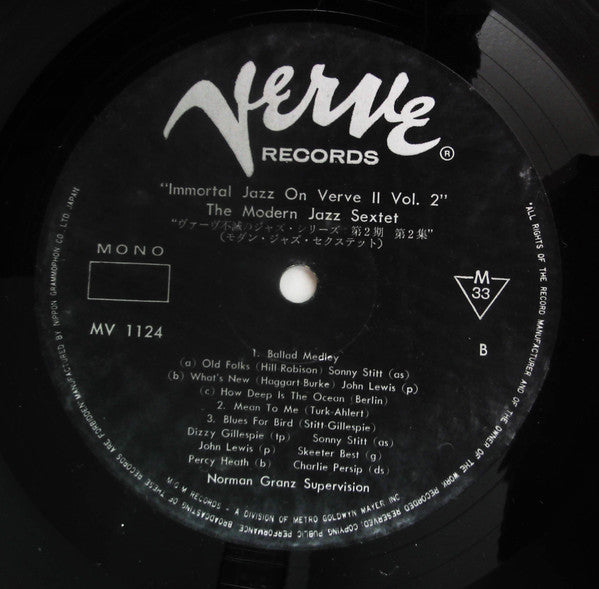 Verve
RECORDS ®
"Immortal Jazz On Verve II Vol. 2"
The Modern Jazz Sextet
"ヴァーヴ不滅のジャズ・シリーズ 第2期 第2集"
(モダン・ジャズ・セクステット)
MONO
M
33
MV 1124
B
1. Ballad Medley
(a) Old Folks (Hill-Robison) Sonny Stitt (as)
(b) What's New (Haggart-Burke) John Lewis (p)
(c) How Deep Is The Ocean (Berlin)
2. Mean To Me (Turk-Ahlert)
3. Blues For Bird (Stitt-Gillespie)
Dizzy Gillespie (tp) Sonny Stitt (as)
John Lewis (p) Skeeter Best (g)
Percy Heath (b) Charlie Persip (ds)
Norman Granz Supervision
M.G.M. RECORDS - A DIVISION OF METRO GOLDWYN MAYER INC.
"ALL RIGHTS OF THE RECORD MANUFACTURER AND OF THE OWNER OF THE WORK RECORDED RESERVED. COPYING PUBLIC PERFORMANCE, BROADCASTING OF THESE RECORDS ARE FORBIDDEN" MANUFACTURED BY NIPPON GRAMMOPHON CO., LTD. JAPAN.